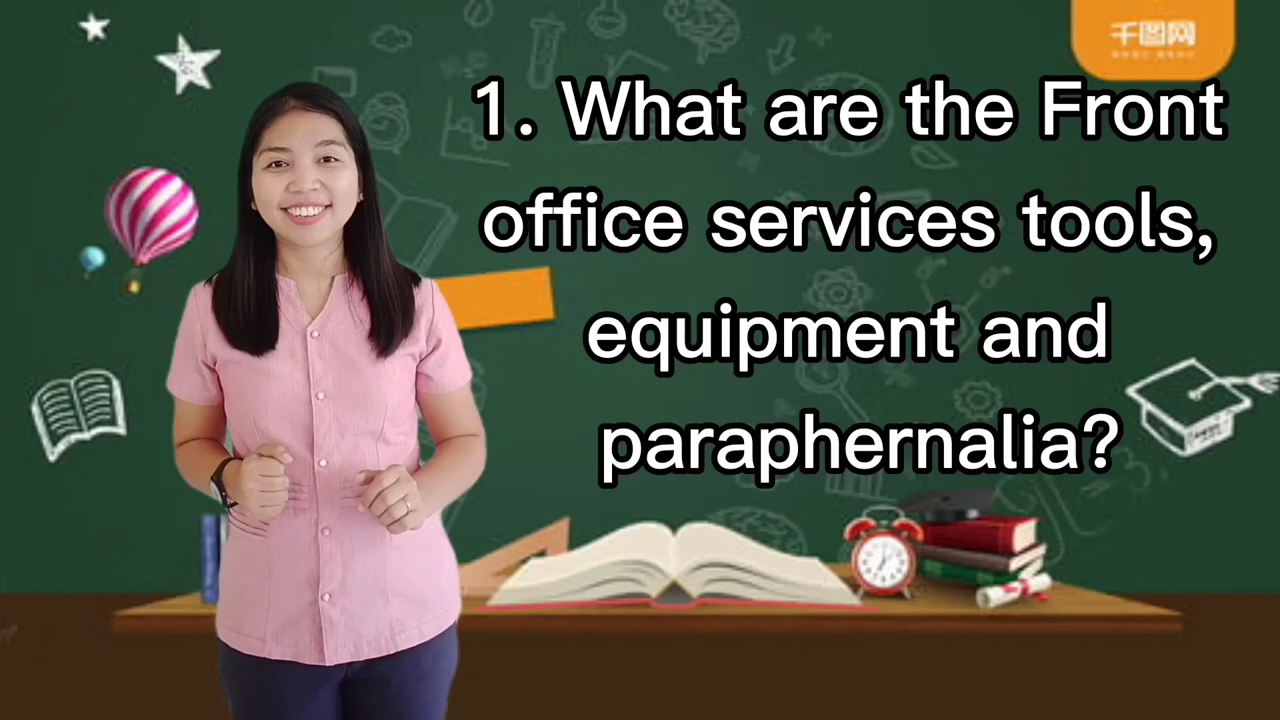 千图网
1. What are the Front
office services tools,
equipment and
paraphernalia?